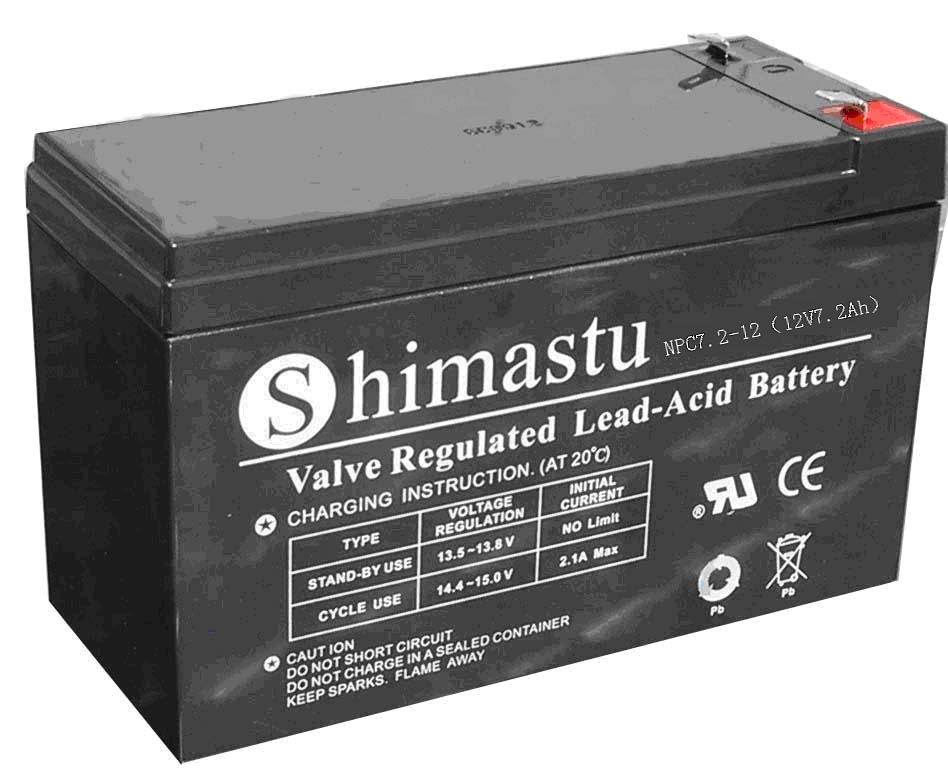 Shimastu NPC7.2-12 (12V7.2Ah)
Valve Regulated Lead-Acid Battery
CHARGING INSTRUCTION. (AT 20℃)
TYPE VOLTAGE REGULATION INITIAL CURRENT
STAND-BY USE 13.5~13.8 V NO Limit
CYCLE USE 14.4~15.0 V 2.1A Max
CAUT ION
DO NOT SHORT CIRCUIT
DO NOT CHARGE IN A SEALED CONTAINER
KEEP SPARKS. FLAME AWAY
® RU CE
Pb Pb